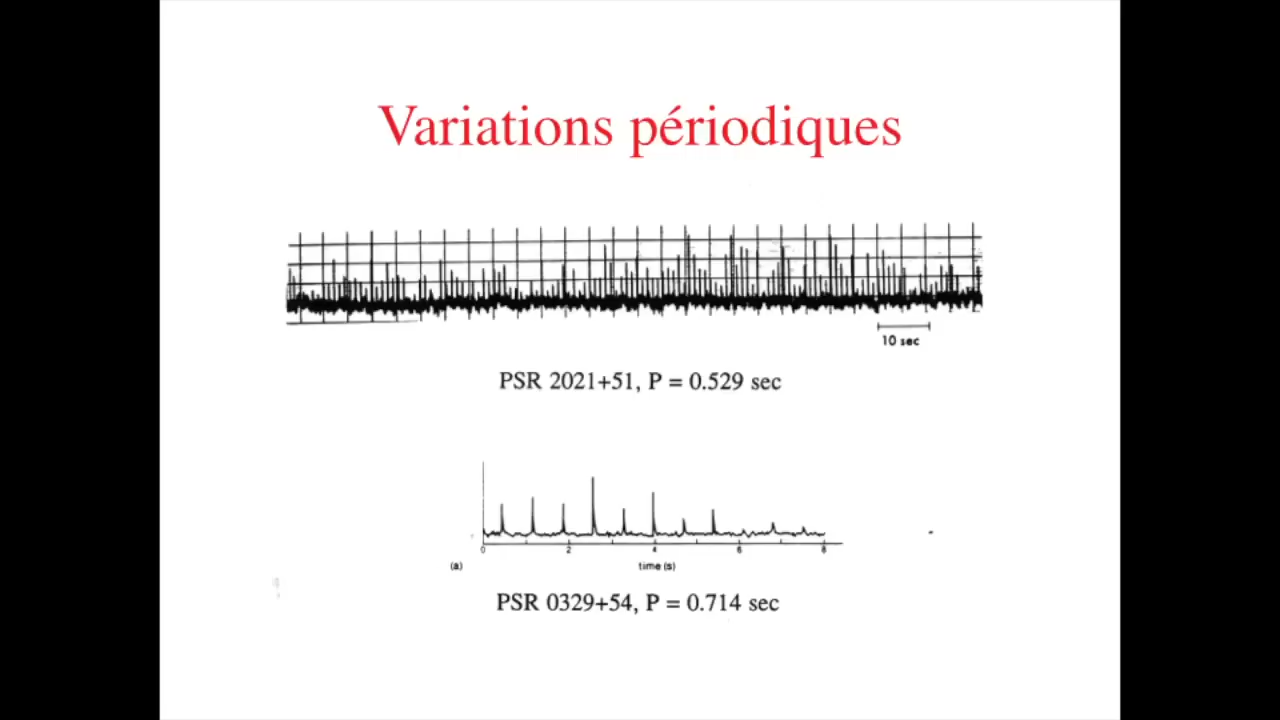 Variations périodiques
10 sec
PSR 2021+51, P = 0.529 sec
0 2 4 6 8
(a) time (s)
PSR 0329+54, P = 0.714 sec